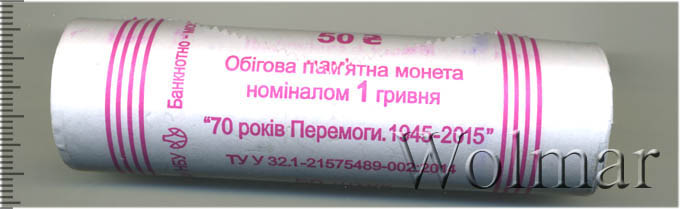 50 ₴
Обігова пам'ятна монета
номіналом 1 гривня
"70 років Перемоги. 1945-2015"
ТУ У 32.1-21575489-002:2014
НБУ Банкнотно -
Wolmar